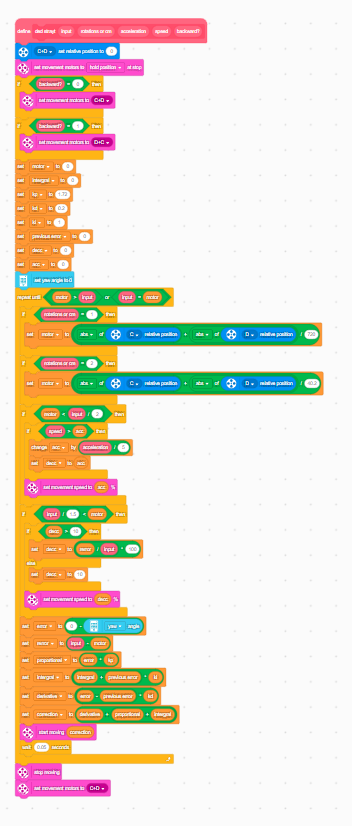 define dad straight input rotations or cm acceleration speed backward?
C+D set relative position to 0
set movement motors to hold position at stop
if backward? = 0 then
set movement motors to C+D
if backward? = 1 then
set movement motors to D+C
set motor to 0
set integral to 0
set kp to 1.73
set kd to 0.2
set ki to 1
set previous error to 0
set decc to 0
set acc to 0
set yaw angle to 0
repeat until motor > input or input = motor
if rotations or cm = 1 then
set motor to abs of C relative position + abs of D relative position / 720
if rotations or cm = 2 then
set motor to abs of C relative position + abs of D relative position /
if motor < input / 2 then
if speed > acc then
change acc by acceleration /
set decc to acc
set movement speed to acc %
if input / 1.5 < motor then
if decc > 10 then
set decc to error / input * 100
else
set decc to 10
set movement speed to decc %
set error to 0 - yaw angle
set error to input - motor
set proportional to error * kp
set integral to integral + previous error * ki
set derivative to error - previous error * kd
set correction to derivative + proportional + integral
start moving correction
wait 0.05 seconds
stop moving
set movement motors to C+D